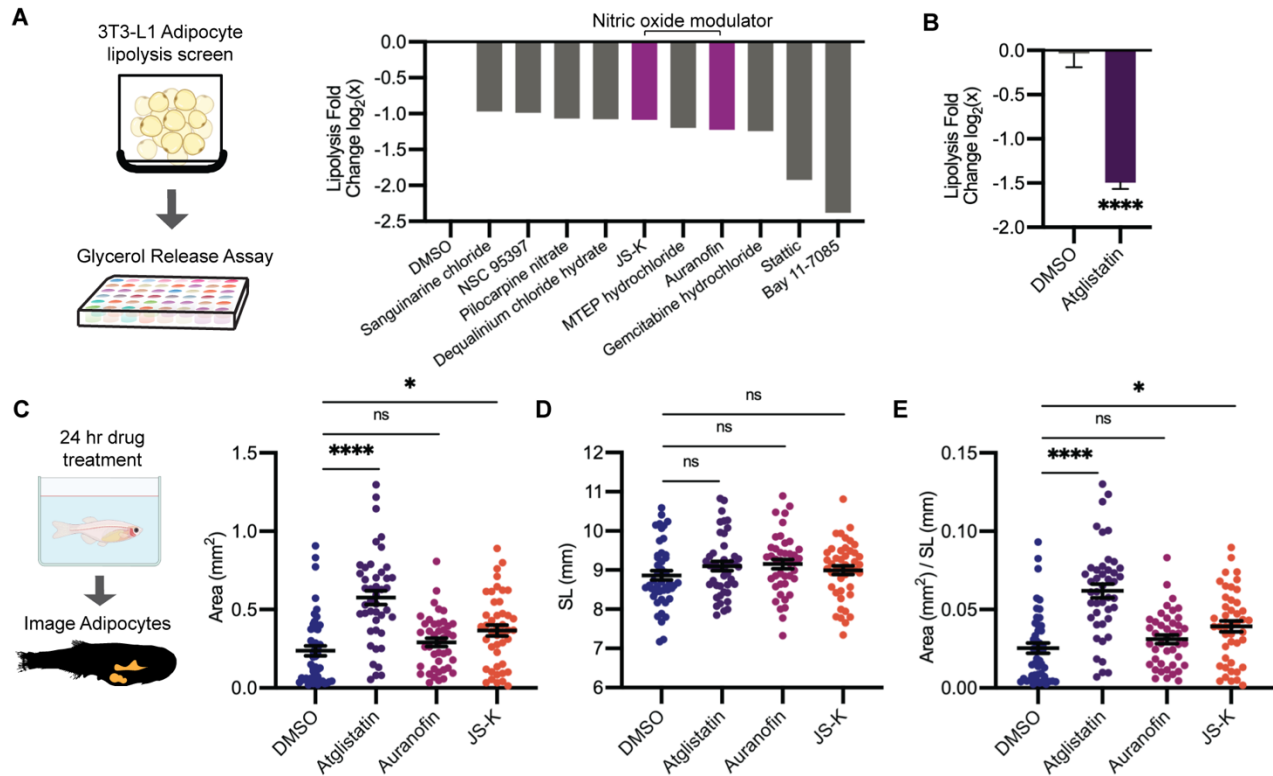 A
3T3-L1 Adipocyte
lipolysis screen
Glycerol Release Assay
Nitric oxide modulator
Lipolysis Fold
Change log2(x)
0.0
-0.5
-1.0
-1.5
-2.0
-2.5
DMSO
Sanguinarine chloride
NSC 95397
Pilocarpine nitrate
Dequalinium chloride hydrate
JS-K
MTEP hydrochloride
Auranofin
Gemcitabine hydrochloride
Stattic
Bay 11-7085
B
Lipolysis Fold
Change log2(x)
0.0
-0.5
-1.0
-1.5
-2.0
****
DMSO
Atglistatin
C
24 hr drug
treatment
Image Adipocytes
*
ns
****
Area (mm²)
1.5
1.0
0.5
0.0
DMSO
Atglistatin
Auranofin
JS-K
D
ns
ns
ns
SL (mm)
12
11
10
9
8
7
6
DMSO
Atglistatin
Auranofin
JS-K
E
*
ns
****
Area (mm²) / SL (mm)
0.15
0.10
0.05
0.00
DMSO
Atglistatin
Auranofin
JS-K